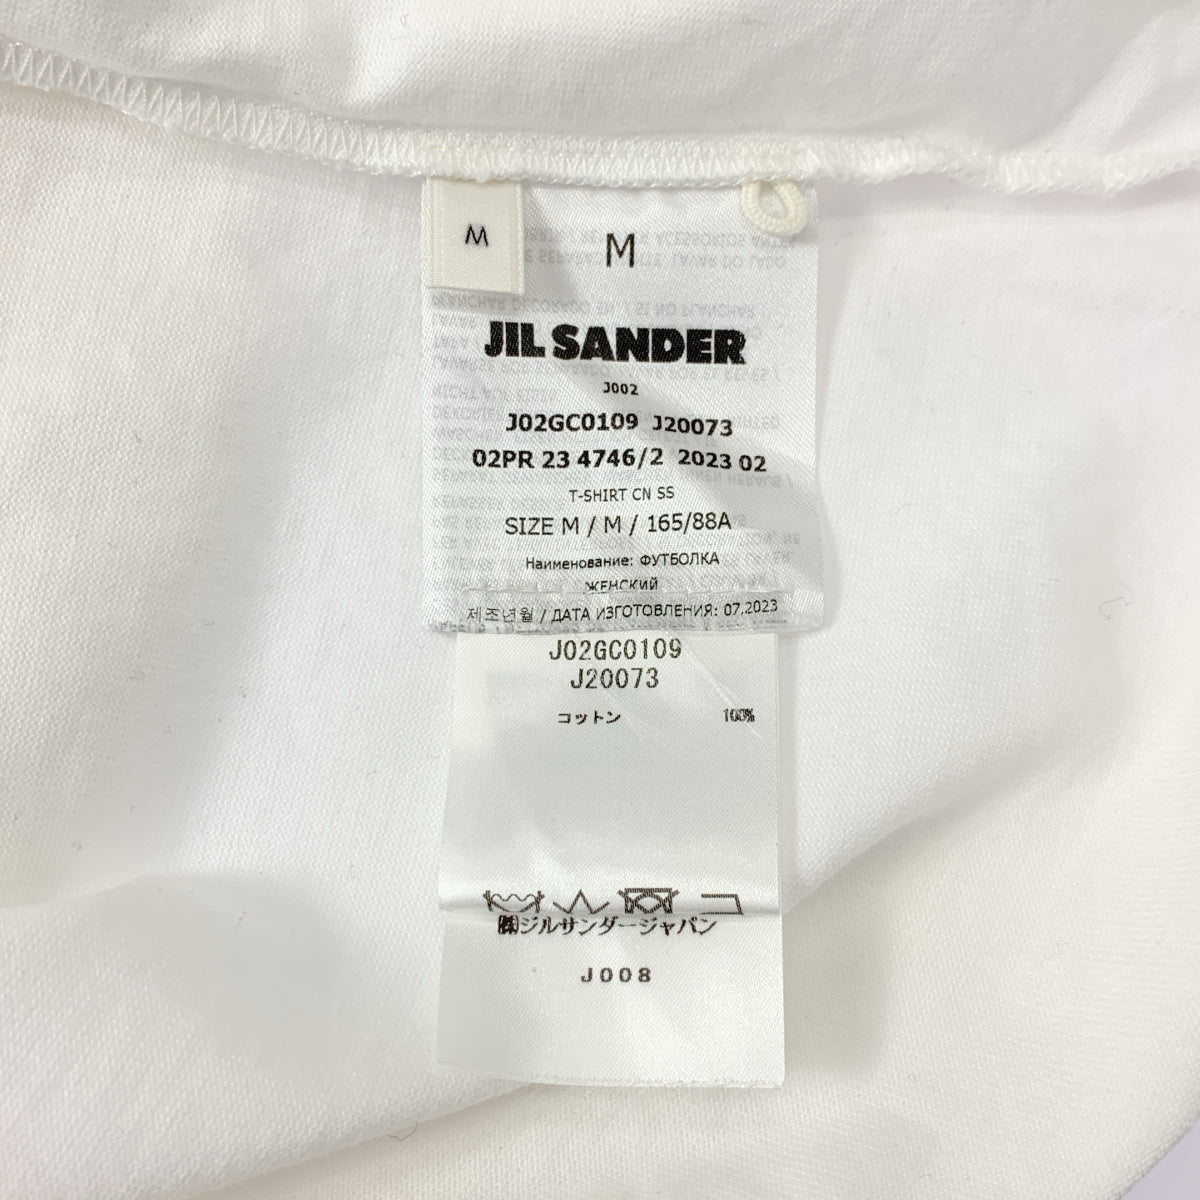 M
M
JIL SANDER
J002
J02GC0109 J20073
02PR 23 4746/2 2023 02
T-SHIRT CN SS
SIZE M / M / 165/88A
Наименование: ФУТБОЛКА
ЖЕНСКИЙ
제조년월 / ДАТА ИЗГОТОВЛЕНИЯ: 07.2023
J02GC0109
J20073
コットン 100%
㈱ジルサンダージャパン
J008